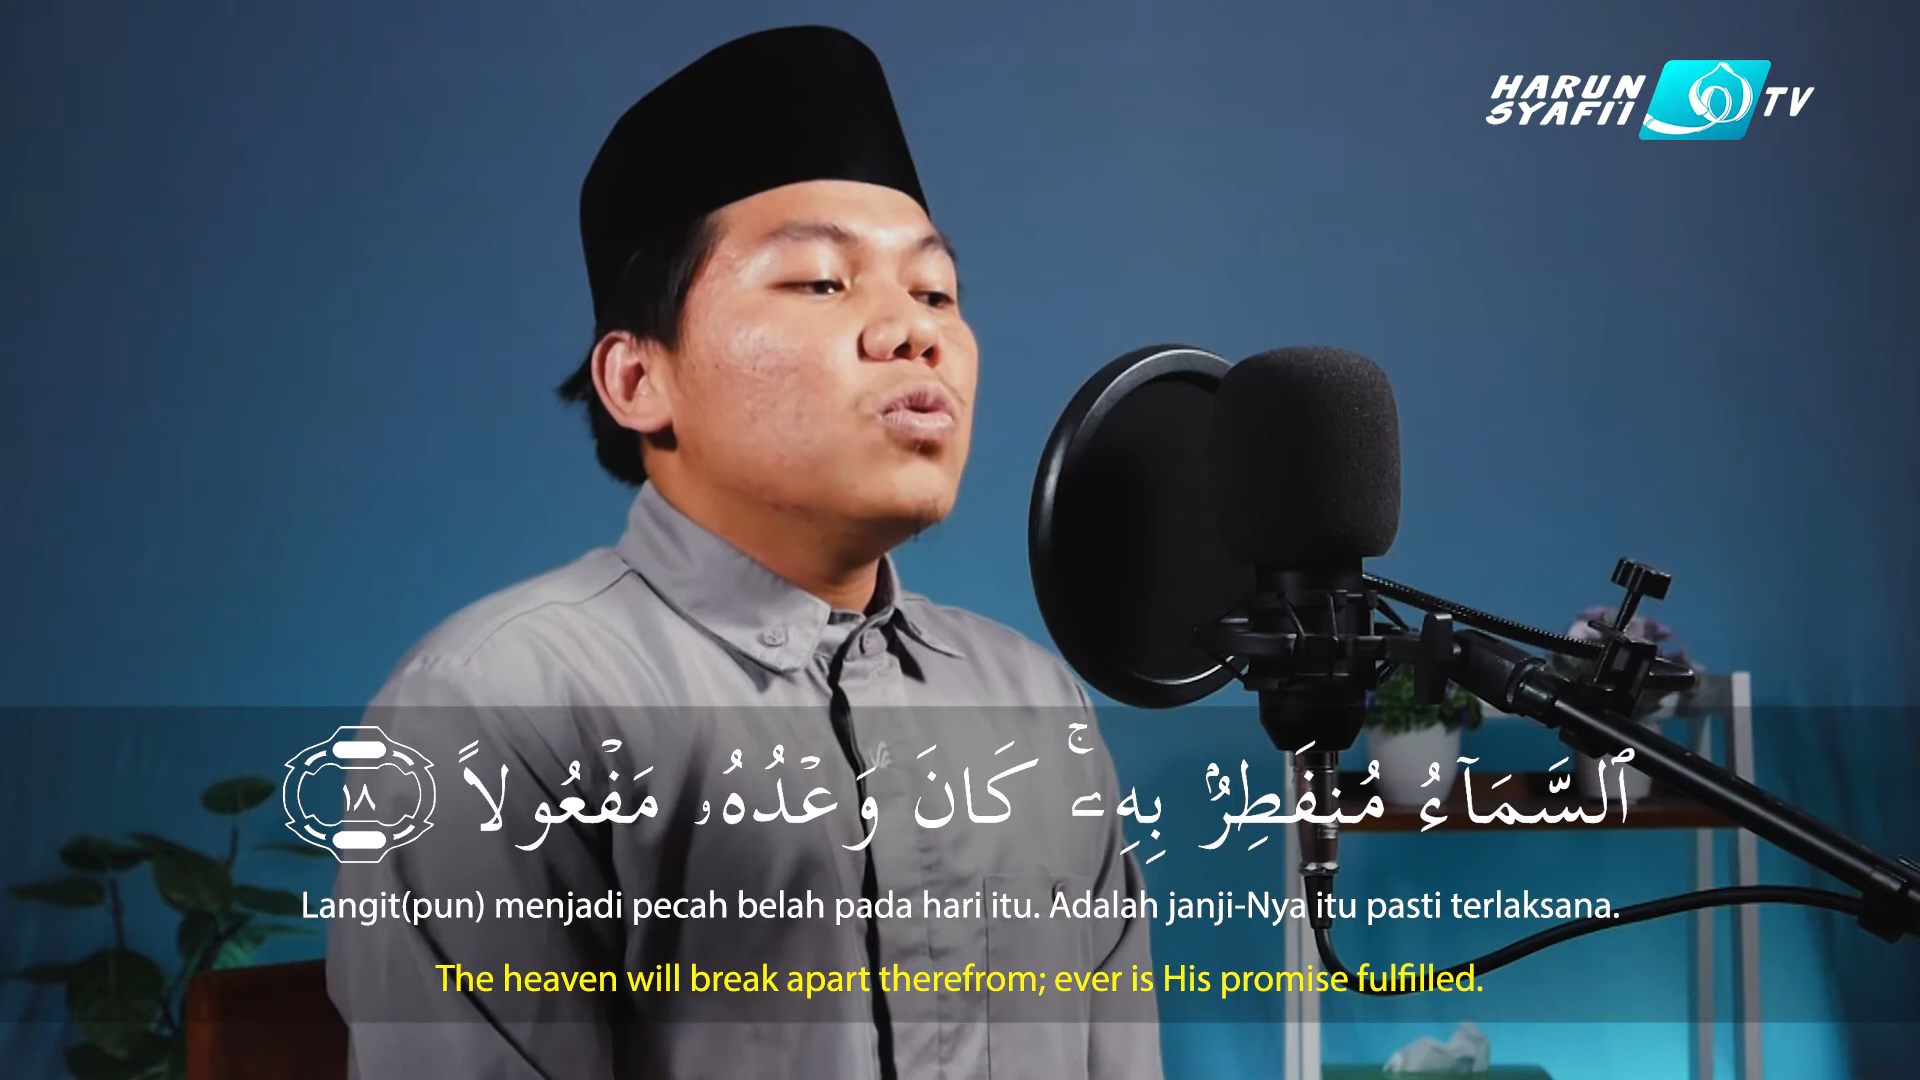 HARUN
SYAFI'I TV
ٱلسَّمَآءُ مُنفَطِرٌۢ بِهِۦۚ كَانَ وَعْدُهُۥ مَفْعُولاً ١٨
Langit(pun) menjadi pecah belah pada hari itu. Adalah janji-Nya itu pasti terlaksana.
The heaven will break apart therefrom; ever is His promise fulfilled.